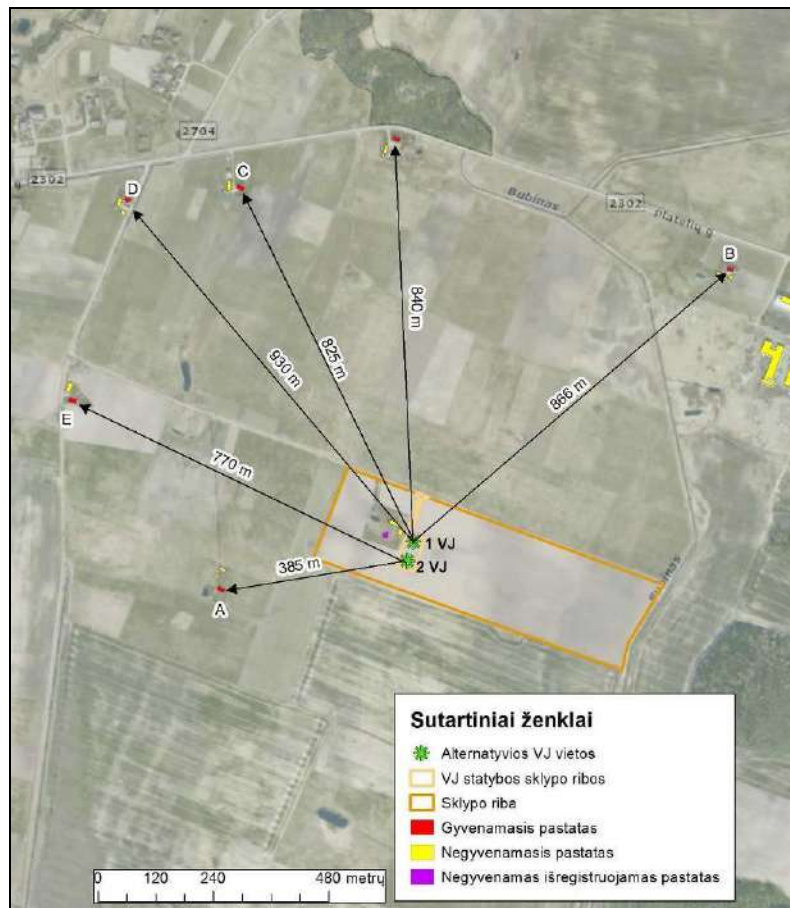 2704
2302
D
C
Bubinas
2302
Platelių g
B
840 m
825 m
930 m
866 m
E
770 m
1 VJ
2 VJ
385 m
A
Sutartiniai ženklai
Alternatyvios VJ vietos
VJ statybos sklypo ribos
Sklypo riba
Gyvenamasis pastatas
Negyvenamasis pastatas
Negyvenamas išregistruojamas pastatas
0 120 240 480 metrų